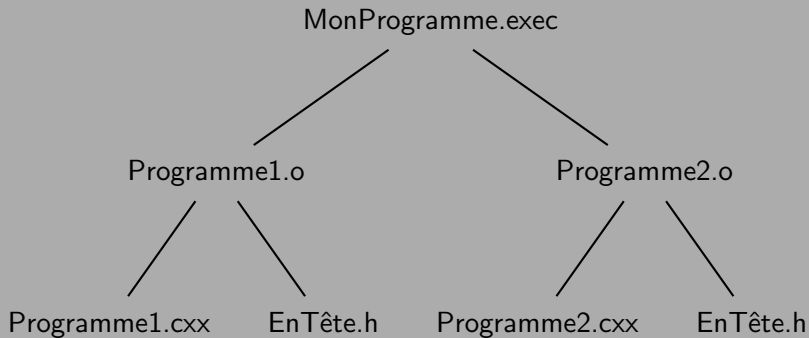 MonProgramme.exec
Programme1.o Programme2.o
Programme1.cxx EnTête.h Programme2.cxx EnTête.h